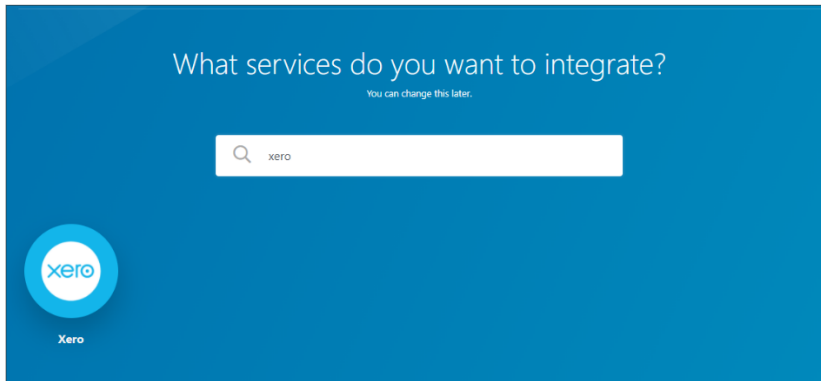 What services do you want to integrate?
You can change this later.
xero
xero
Xero